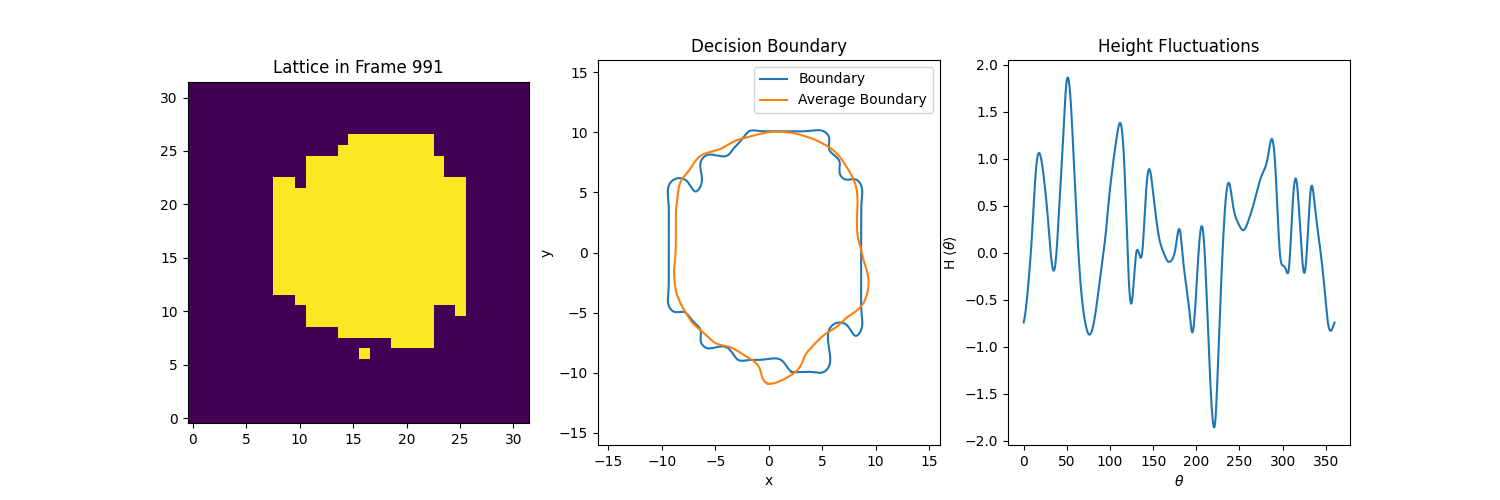 Lattice in Frame 991
30
25
20
15
10
5
0
0 5 10 15 20 25 30
Decision Boundary
Boundary
Average Boundary
15
10
5
0
−5
−10
−15
y
−15 −10 −5 0 5 10 15
x
Height Fluctuations
2.0
1.5
1.0
0.5
0.0
−0.5
−1.0
−1.5
−2.0
H (θ)
0 50 100 150 200 250 300 350
θ